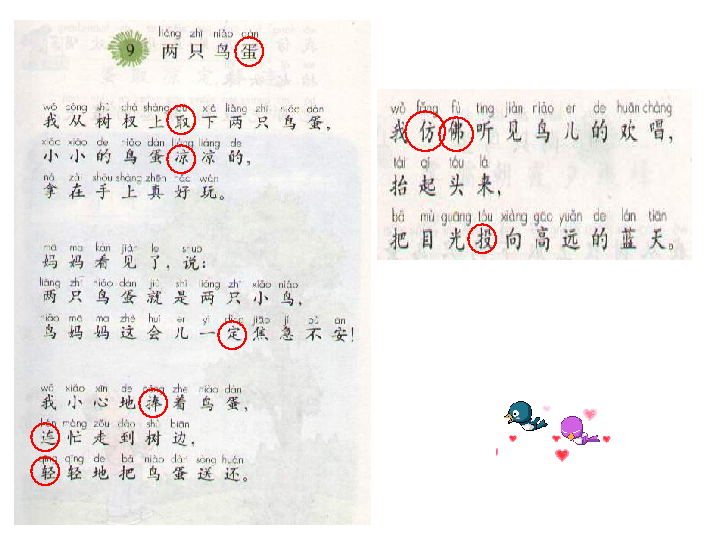 liǎng zhī niǎo dàn
9 两只鸟蛋
wǒ cóng shù chà shàng qǔ xià liǎng zhī niǎo dàn
我从树杈上取下两只鸟蛋，
xiǎo xiǎo de niǎo dàn liáng liáng de
小小的鸟蛋凉凉的，
ná zài shǒu shàng zhēn hǎo wán
拿在手上真好玩。
mā ma kàn jiàn le shuō
妈妈看见了，说：
liǎng zhī niǎo dàn jiù shì liǎng zhī xiǎo niǎo
两只鸟蛋就是两只小鸟，
niǎo mā ma zhè huì er yí dìng jiāo jí bù ān
鸟妈妈这会儿一定焦急不安！
wǒ xiǎo xīn de pěng zhe niǎo dàn
我小心地捧着鸟蛋，
lián máng zǒu dào shù biān
连忙走到树边，
qīng qīng de bǎ niǎo dàn sòng huán
轻轻地把鸟蛋送还。
wǒ fǎng fú tīng jiàn niǎo er de huān chàng
我仿佛听见鸟儿的欢唱，
tái qǐ tóu lái
抬起头来，
bǎ mù guāng tóu xiàng gāo yuǎn de lán tiān
把目光投向高远的蓝天。